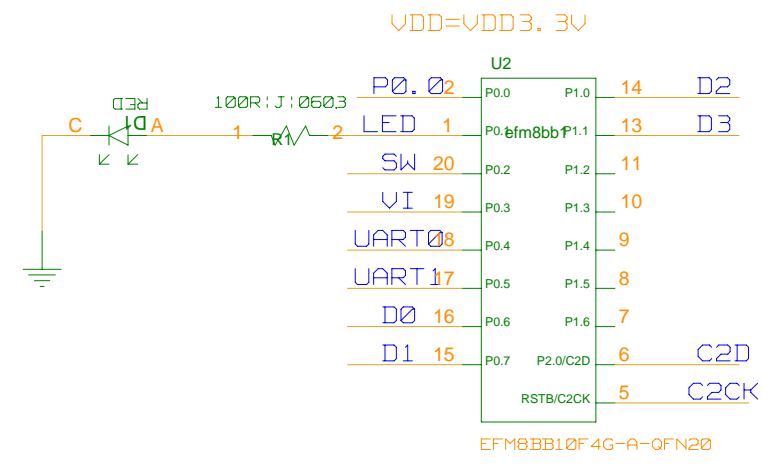 VDD=VDD3.3V
U2
P0.0 2 P0.0 P1.0 14 D2
RED 100R;J;0603
C D A 1 R1 2 LED 1 P0.1 efm8bb1 P1.1 13 D3
SW 20 P0.2 P1.2 11
VI 19 P0.3 P1.3 10
UART0 18 P0.4 P1.4 9
UART1 17 P0.5 P1.5 8
D0 16 P0.6 P1.6 7
D1 15 P0.7 P2.0/C2D 6 C2D
RSTB/C2CK 5 C2CK
EFM8BB10F4G-A-QFN20